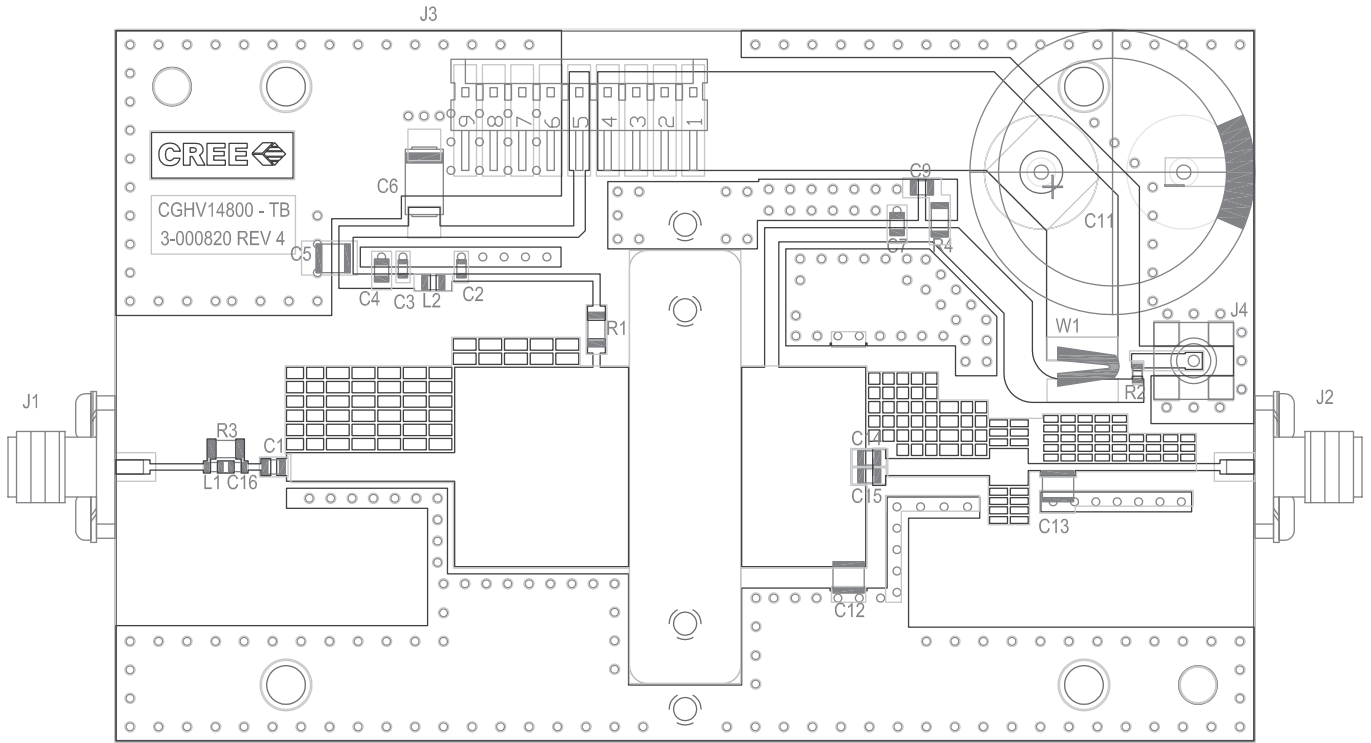 J3
9 8 7 6 5 4 3 2 1
CREE
CGHV14800 - TB
3-000820 REV 4
C6
C9
C11
C5
C7
R4
C4
C3
L2
C2
R1
W1
J4
R2
J1
J2
R3
C1
L1
C16
C14
C15
C13
C12
+